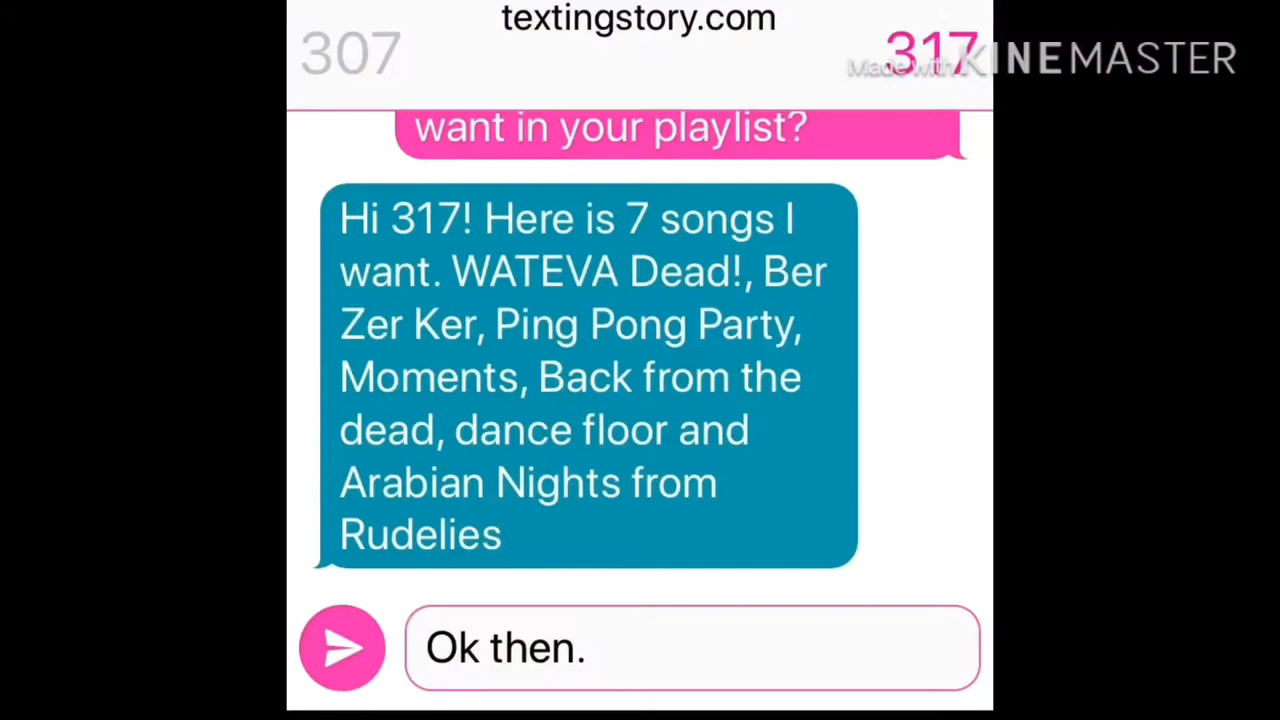 textingstory.com
307
317
Made with KINEMASTER
want in your playlist?
Hi 317! Here is 7 songs I
want. WATEVA Dead!, Ber
Zer Ker, Ping Pong Party,
Moments, Back from the
dead, dance floor and
Arabian Nights from
Rudelies
Ok then.